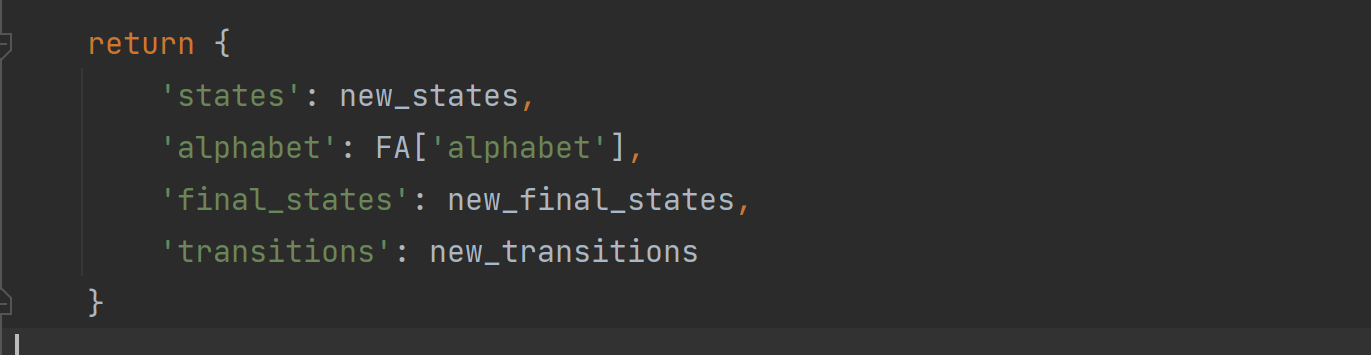 return {
    'states': new_states,
    'alphabet': FA['alphabet'],
    'final_states': new_final_states,
    'transitions': new_transitions
}